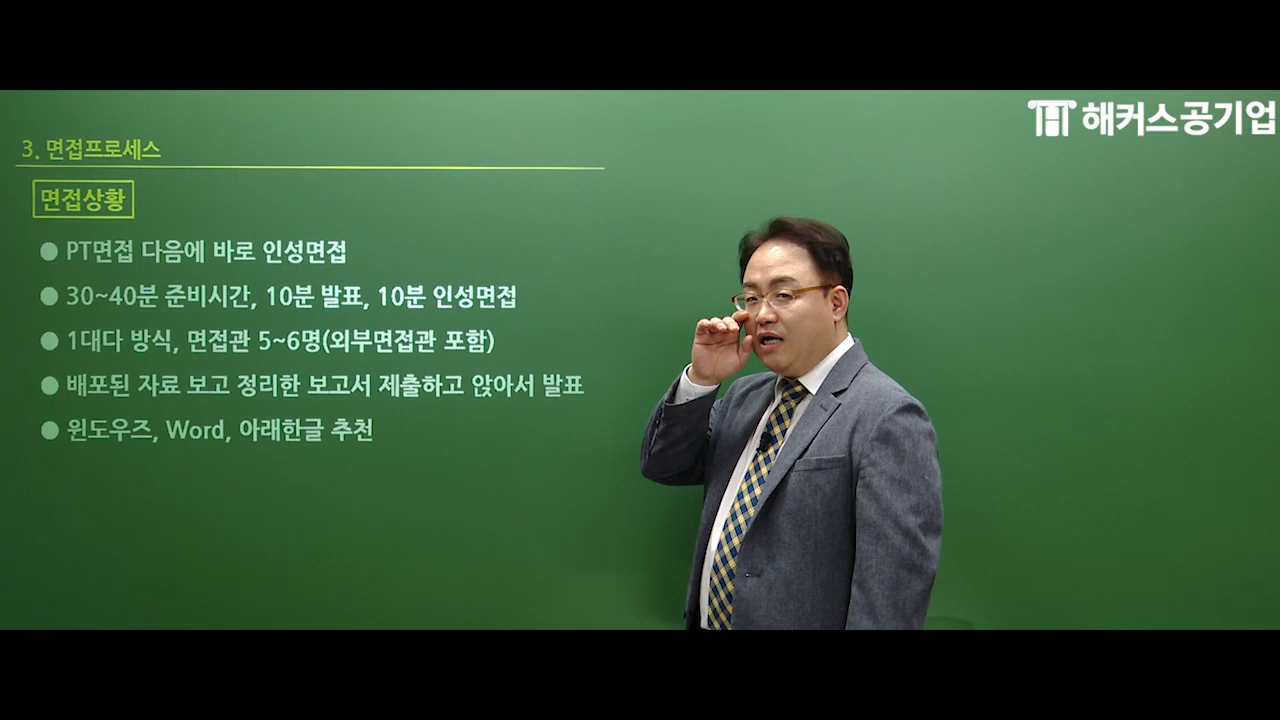 해커스공기업
3. 면접프로세스
면접상황
● PT면접 다음에 바로 인성면접
● 30~40분 준비시간, 10분 발표, 10분 인성면접
● 1대다 방식, 면접관 5~6명(외부면접관 포함)
● 배포된 자료 보고 정리한 보고서 제출하고 앉아서 발표
● 윈도우즈, Word, 아래한글 추천